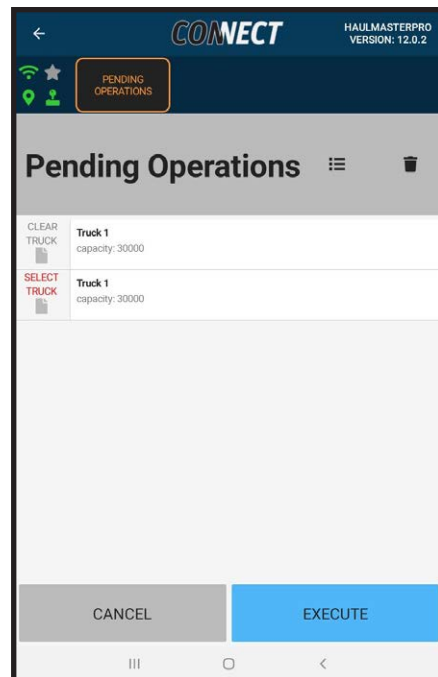 CONNECT
HAULMASTERPRO
VERSION: 12.0.2
PENDING
OPERATIONS
Pending Operations
CLEAR
TRUCK
Truck 1
capacity: 30000
SELECT
TRUCK
Truck 1
capacity: 30000
CANCEL
EXECUTE